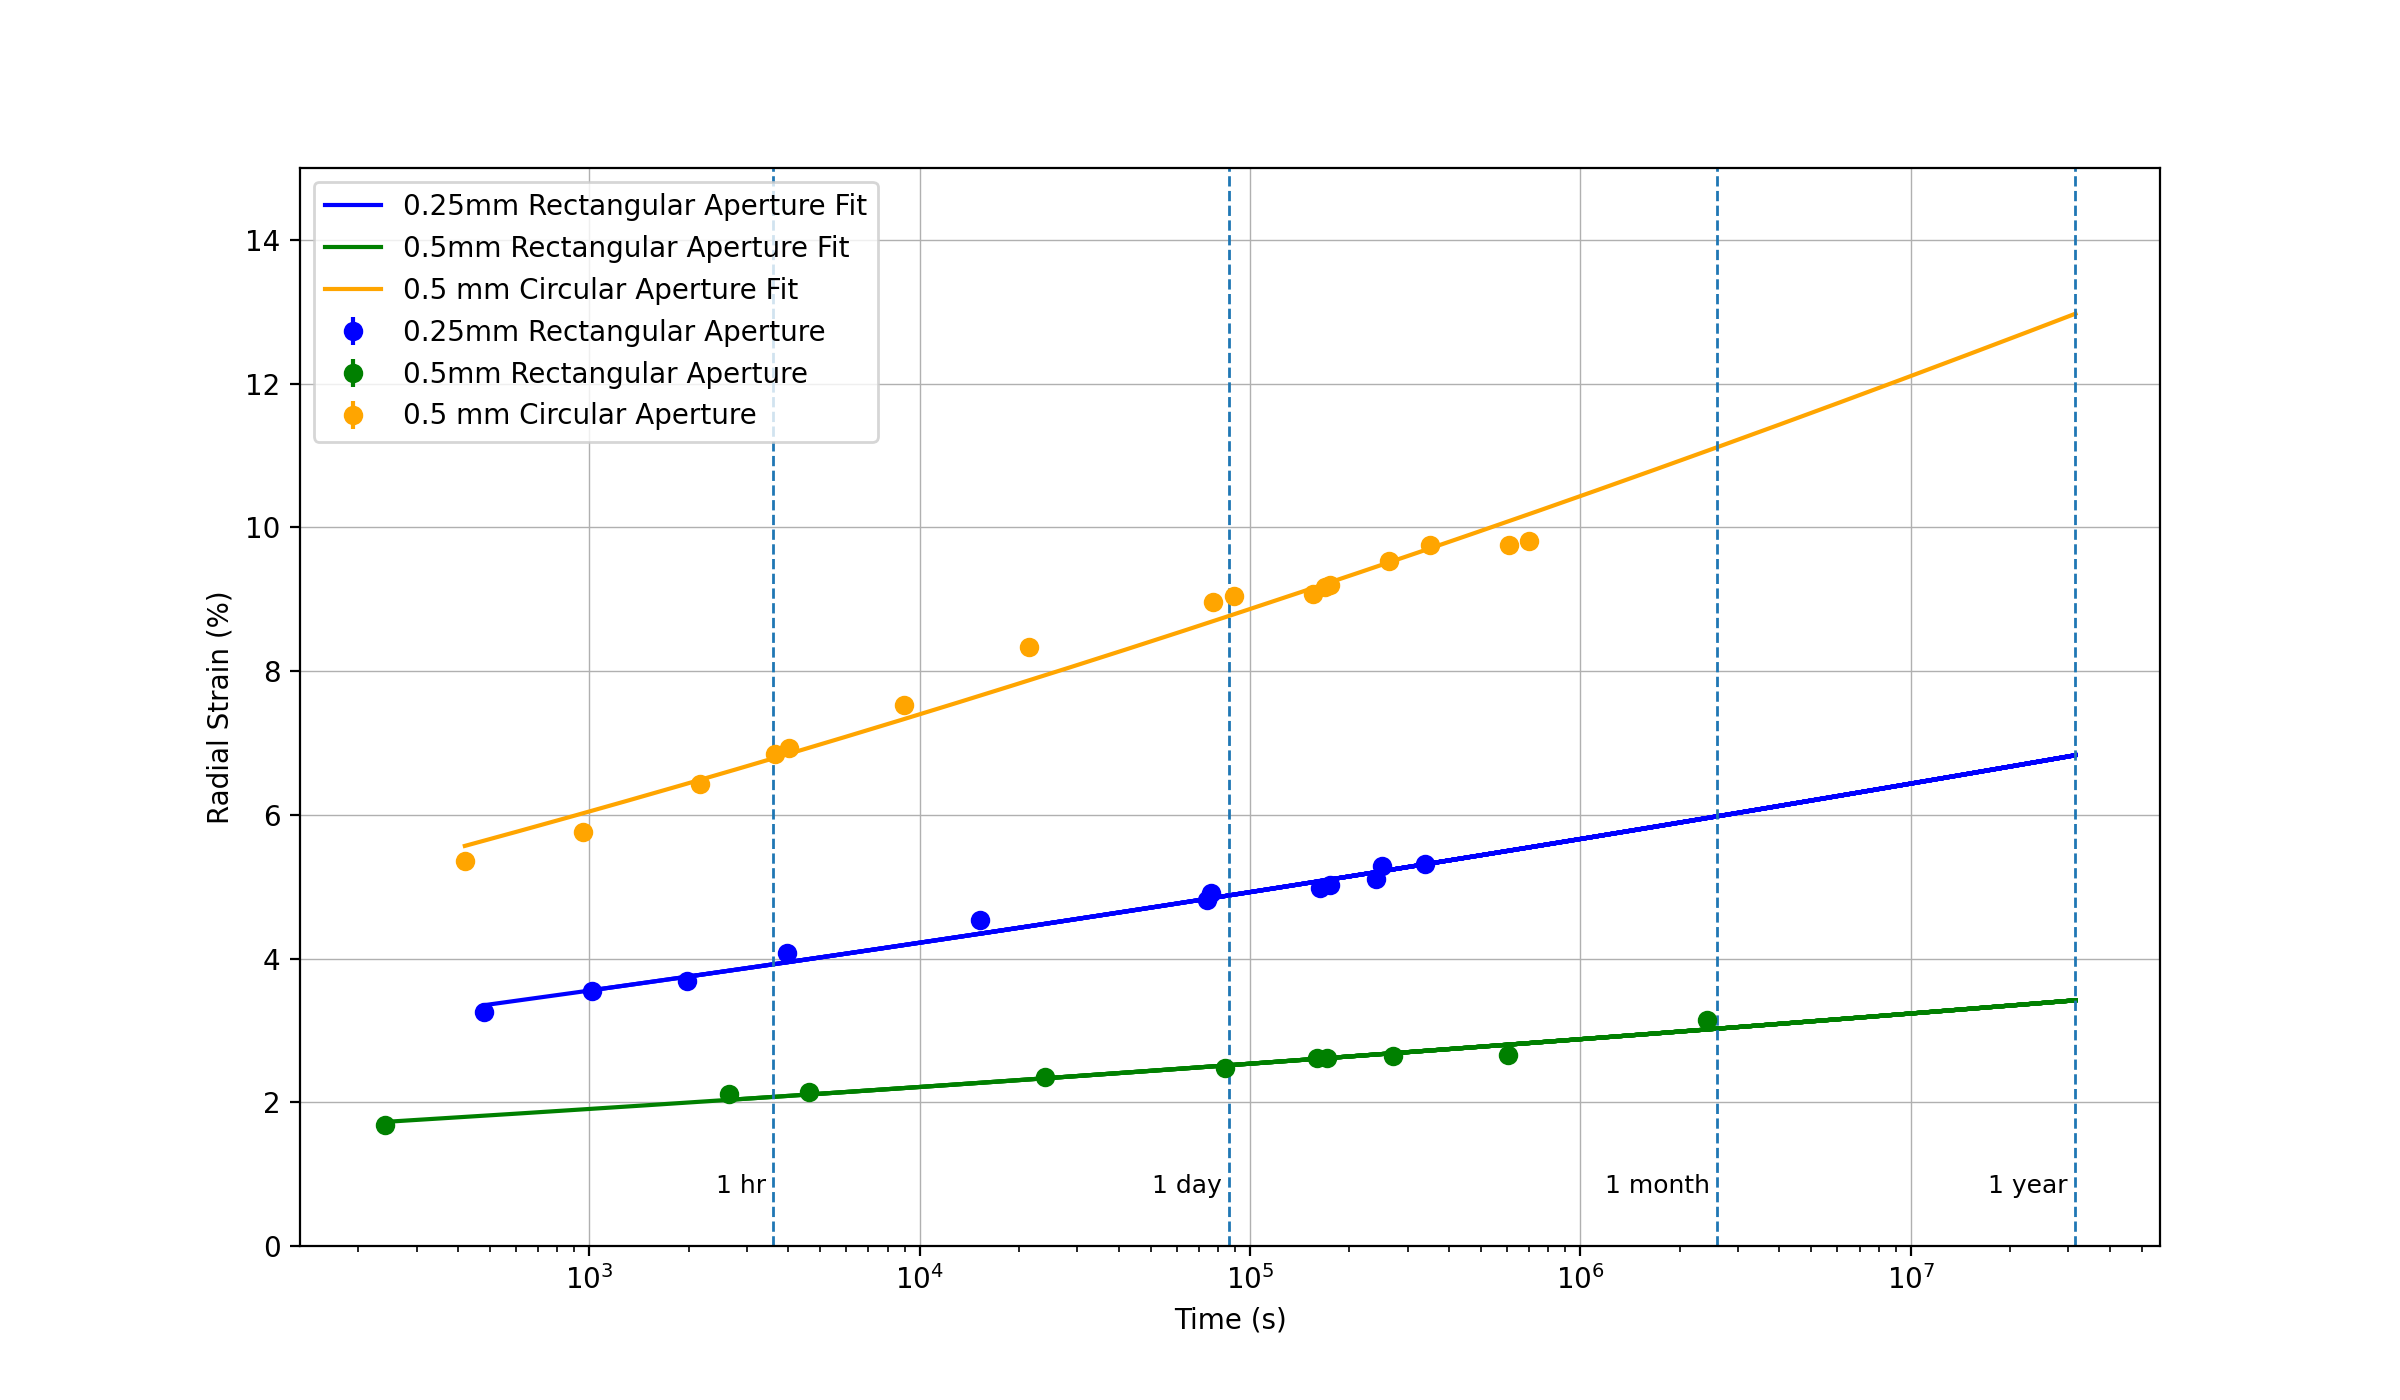 0.25mm Rectangular Aperture Fit
0.5mm Rectangular Aperture Fit
0.5 mm Circular Aperture Fit
0.25mm Rectangular Aperture
0.5mm Rectangular Aperture
0.5 mm Circular Aperture
14
12
10
8
6
4
2
0
Radial Strain (%)
1 hr
1 day
1 month
1 year
10³
10⁴
10⁵
10⁶
10⁷
Time (s)